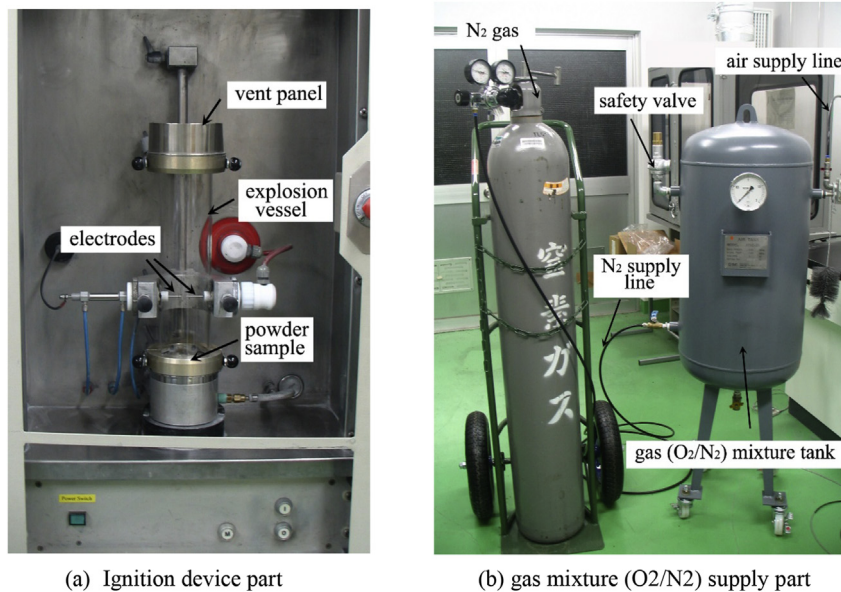 vent panel
explosion
vessel
electrodes
powder
sample
Power Switch
(a) Ignition device part
N2 gas
air supply line
safety valve
N2 supply
line
窒素ガス
gas (O2/N2) mixture tank
(b) gas mixture (O2/N2) supply part